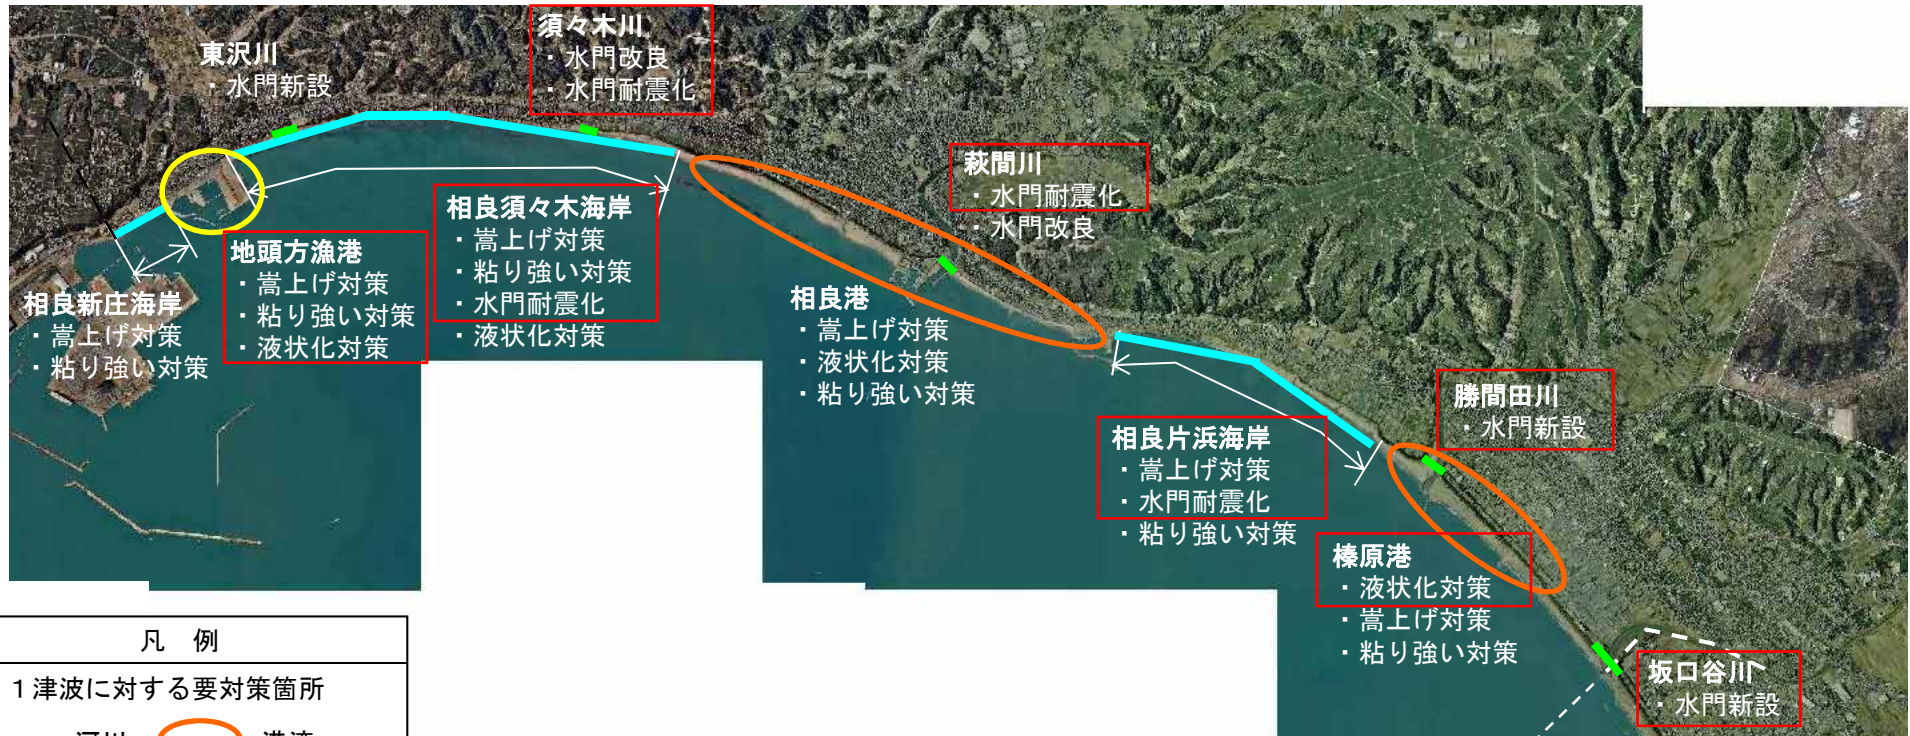 東沢川
・水門新設
須々木川
・水門改良
・水門耐震化
萩間川
・水門耐震化
・水門改良
相良新庄海岸
・嵩上げ対策
・粘り強い対策
地頭方漁港
・嵩上げ対策
・粘り強い対策
・液状化対策
相良須々木海岸
・嵩上げ対策
・粘り強い対策
・水門耐震化
・液状化対策
相良港
・嵩上げ対策
・液状化対策
・粘り強い対策
相良片浜海岸
・嵩上げ対策
・水門耐震化
・粘り強い対策
勝間田川
・水門新設
榛原港
・液状化対策
・嵩上げ対策
・粘り強い対策
坂口谷川
・水門新設
凡 例
1津波に対する要対策箇所
河川 港湾